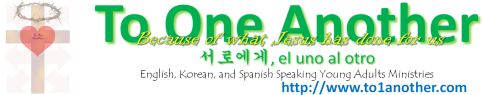 To One Another
Because of what Jesus has done for us
서로에게, el uno al otro
English, Korean, and Spanish Speaking Young Adults Ministries
http://www.to1another.com